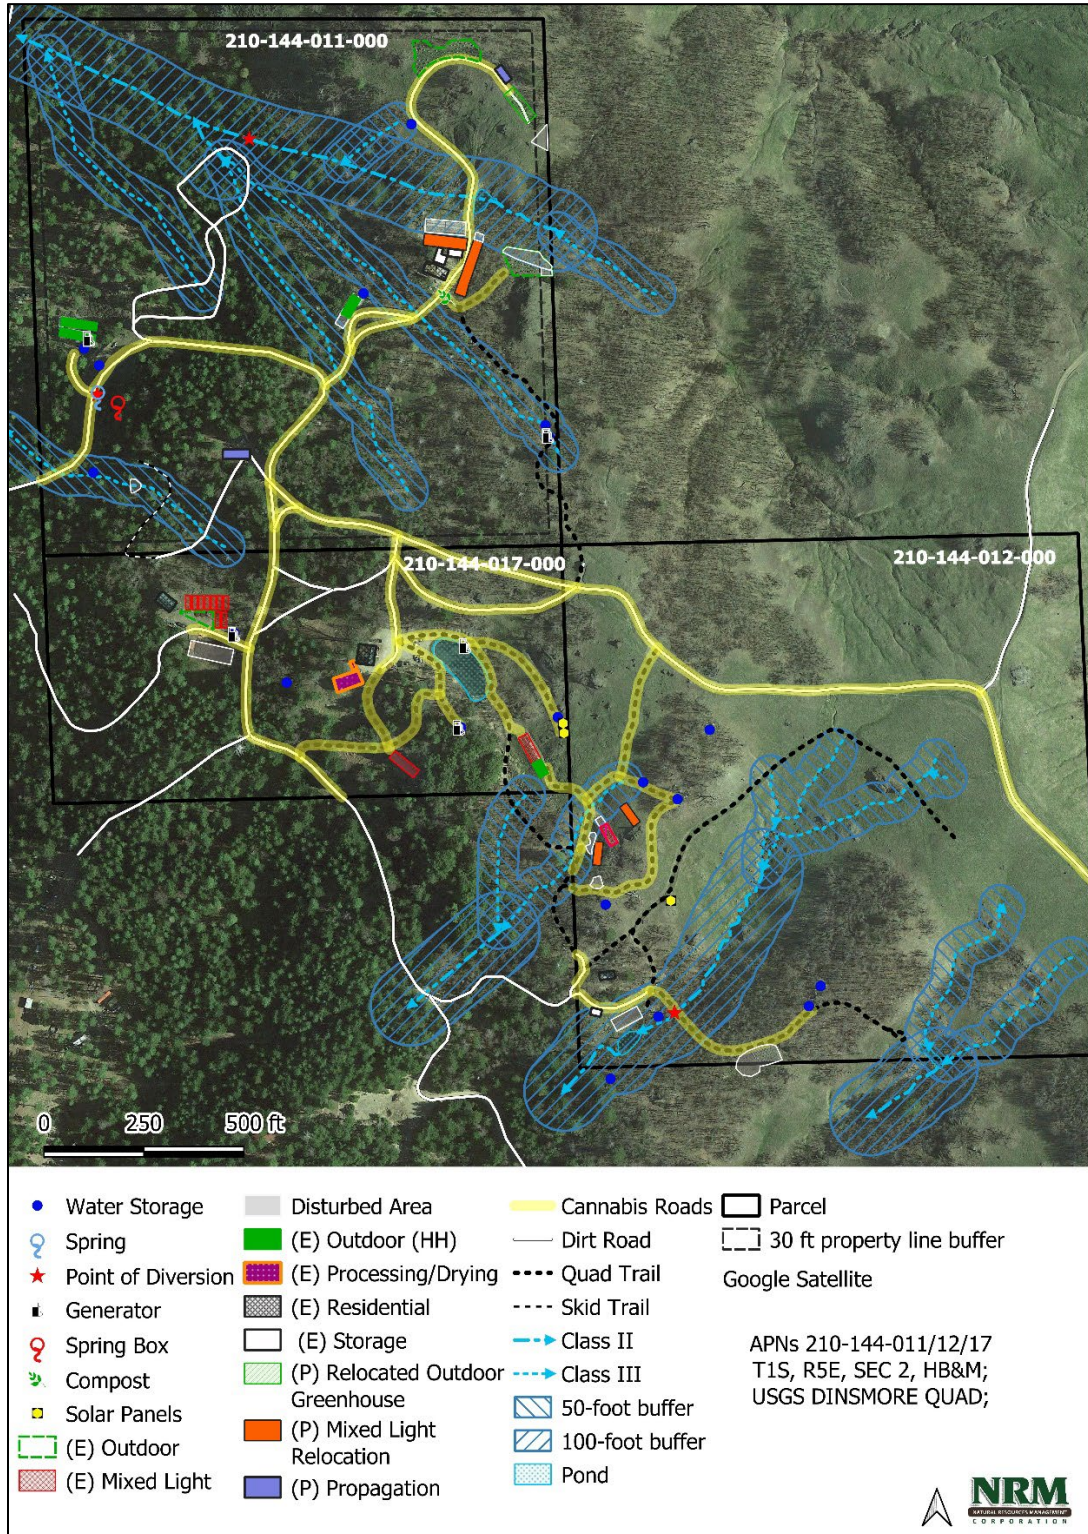 210-144-011-000
210-144-017-000
210-144-012-000
0 250 500 ft
Water Storage
Spring
Point of Diversion
Generator
Spring Box
Compost
Solar Panels
(E) Outdoor
(E) Mixed Light
Disturbed Area
(E) Outdoor (HH)
(E) Processing/Drying
(E) Residential
(E) Storage
(P) Relocated Outdoor
Greenhouse
(P) Mixed Light
Relocation
(P) Propagation
Cannabis Roads
Dirt Road
Quad Trail
Skid Trail
Class II
Class III
50-foot buffer
100-foot buffer
Pond
Parcel
30 ft property line buffer
Google Satellite
APNs 210-144-011/12/17
T1S, R5E, SEC 2, HB&M;
USGS DINSMORE QUAD;
NRM
NATURAL RESOURCES MANAGEMENT
CORPORATION